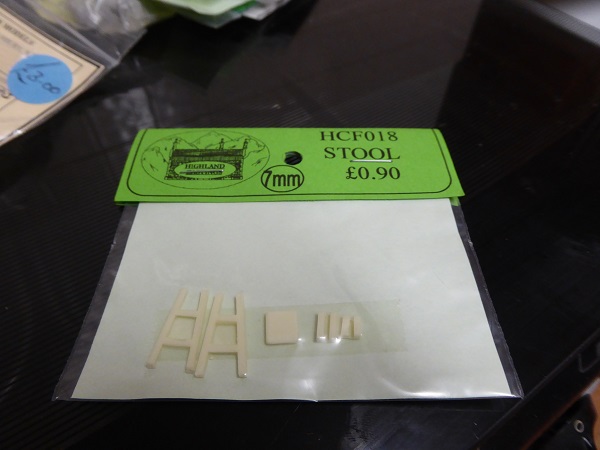 HCF018
STOOL
£0.90
HIGHLAND
7mm